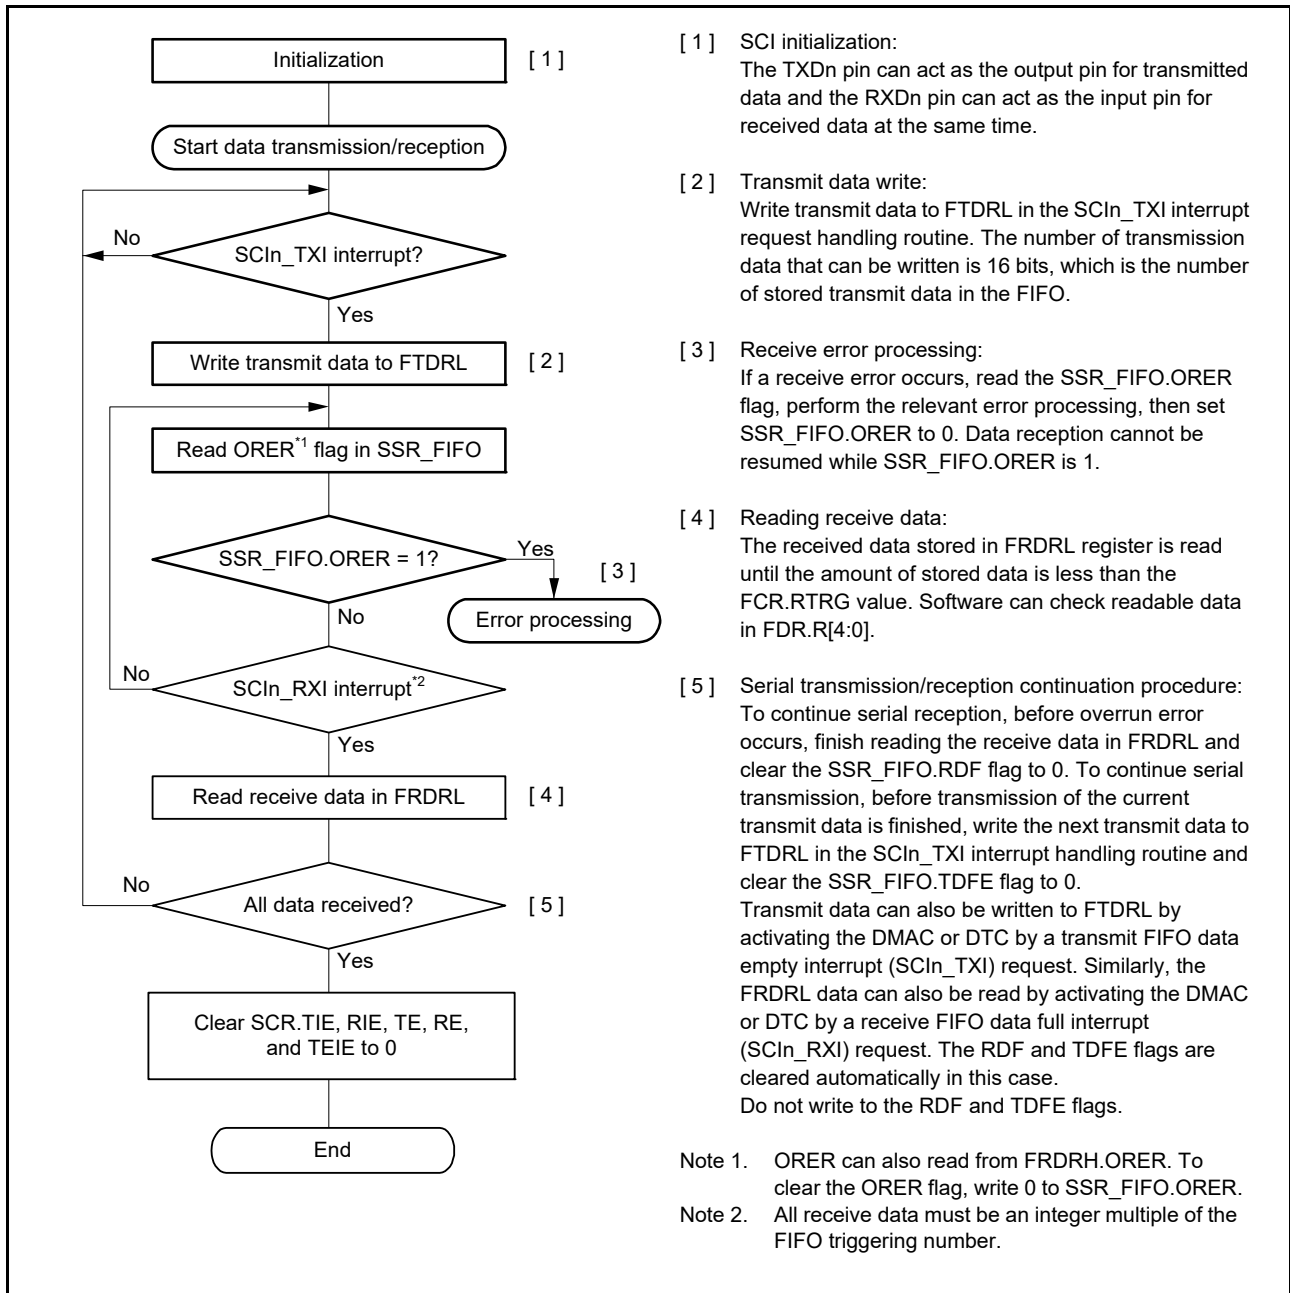 Initialization
[ 1 ]
Start data transmission/reception
No
SCIn_TXI interrupt?
Yes
Write transmit data to FTDRL
[ 2 ]
Read ORER*1 flag in SSR_FIFO
SSR_FIFO.ORER = 1?
Yes
[ 3 ]
Error processing
No
No
SCIn_RXI interrupt*2
Yes
Read receive data in FRDRL
[ 4 ]
No
All data received?
[ 5 ]
Yes
Clear SCR.TIE, RIE, TE, RE,
and TEIE to 0
End
[ 1 ] SCI initialization:
The TXDn pin can act as the output pin for transmitted
data and the RXDn pin can act as the input pin for
received data at the same time.
[ 2 ] Transmit data write:
Write transmit data to FTDRL in the SCIn_TXI interrupt
request handling routine. The number of transmission
data that can be written is 16 bits, which is the number
of stored transmit data in the FIFO.
[ 3 ] Receive error processing:
If a receive error occurs, read the SSR_FIFO.ORER
flag, perform the relevant error processing, then set
SSR_FIFO.ORER to 0. Data reception cannot be
resumed while SSR_FIFO.ORER is 1.
[ 4 ] Reading receive data:
The received data stored in FRDRL register is read
until the amount of stored data is less than the
FCR.RTRG value. Software can check readable data
in FDR.R[4:0].
[ 5 ] Serial transmission/reception continuation procedure:
To continue serial reception, before overrun error
occurs, finish reading the receive data in FRDRL and
clear the SSR_FIFO.RDF flag to 0. To continue serial
transmission, before transmission of the current
transmit data is finished, write the next transmit data to
FTDRL in the SCIn_TXI interrupt handling routine and
clear the SSR_FIFO.TDFE flag to 0.
Transmit data can also be written to FTDRL by
activating the DMAC or DTC by a transmit FIFO data
empty interrupt (SCIn_TXI) request. Similarly, the
FRDRL data can also be read by activating the DMAC
or DTC by a receive FIFO data full interrupt
(SCIn_RXI) request. The RDF and TDFE flags are
cleared automatically in this case.
Do not write to the RDF and TDFE flags.
Note 1. ORER can also read from FRDRH.ORER. To
clear the ORER flag, write 0 to SSR_FIFO.ORER.
Note 2. All receive data must be an integer multiple of the
FIFO triggering number.